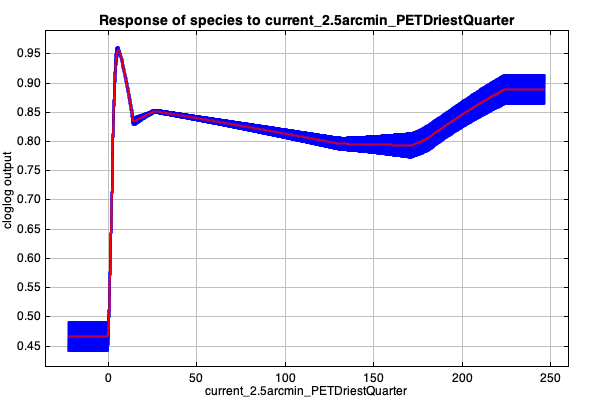 Response of species to current_2.5arcmin_PETDriestQuarter
0.95
0.90
0.85
0.80
0.75
0.70
0.65
0.60
0.55
0.50
0.45
cloglog output
0 50 100 150 200 250
current_2.5arcmin_PETDriestQuarter